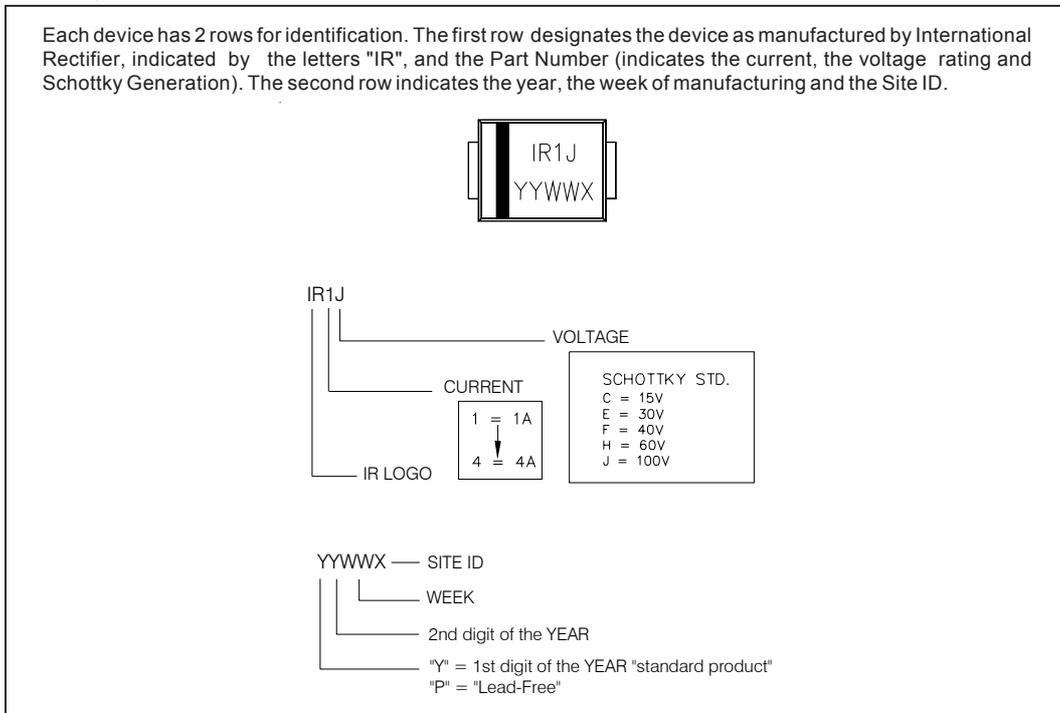 Each device has 2 rows for identification. The first row designates the device as manufactured by International
Rectifier, indicated by the letters "IR", and the Part Number (indicates the current, the voltage rating and
Schottky Generation). The second row indicates the year, the week of manufacturing and the Site ID.
IR1J
YYWWX
IR1J
VOLTAGE
SCHOTTKY STD.
C = 15V
E = 30V
F = 40V
H = 60V
J = 100V
CURRENT
1 = 1A
4 = 4A
IR LOGO
YYWWX
SITE ID
WEEK
2nd digit of the YEAR
"Y" = 1st digit of the YEAR "standard product"
"P" = "Lead-Free"